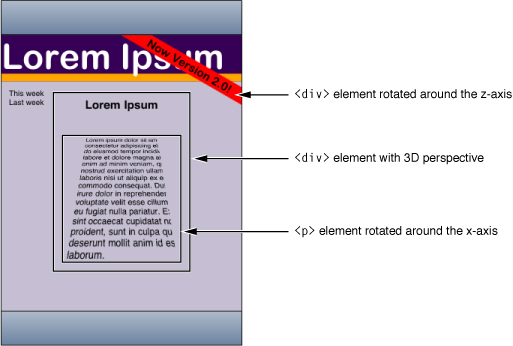 Lorem Ipsum
Now Version 2.0!
This week
Last week
Lorem Ipsum
Lorem ipsum dolor sit am
consectetur adipisicing et
do eiusmod tempor incidi
labore et dolore magna al
enim ad minim veniam, q
nostrud exercitation ullam
laboris nisi ut aliquip ex e
commodo consequat. Du
irure dolor in reprehender
voluptate velit esse cillum
eu fugiat nulla pariatur. E
sint occaecat cupidatat no
proident, sunt in culpa qu
deserunt mollit anim id es
laborum.
<div> element rotated around the z-axis
<div> element with 3D perspective
<p> element rotated around the x-axis